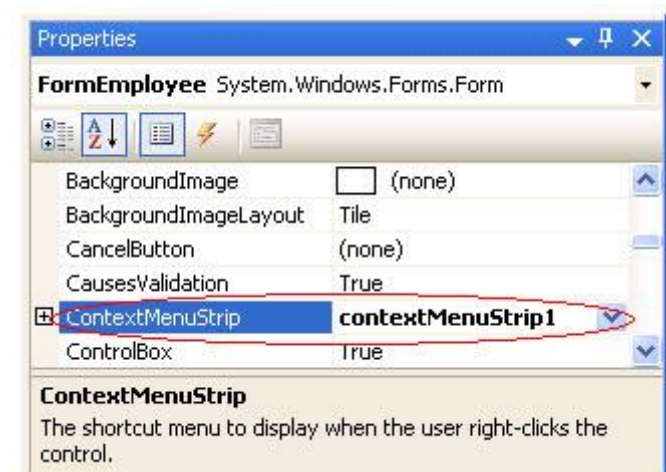 Properties
FormEmployee System.Windows.Forms.Form
BackgroundImage (none)
BackgroundImageLayout Tile
CancelButton (none)
CausesValidation True
ContextMenuStrip contextMenuStrip1
ControlBox True
ContextMenuStrip
The shortcut menu to display when the user right-clicks the
control.